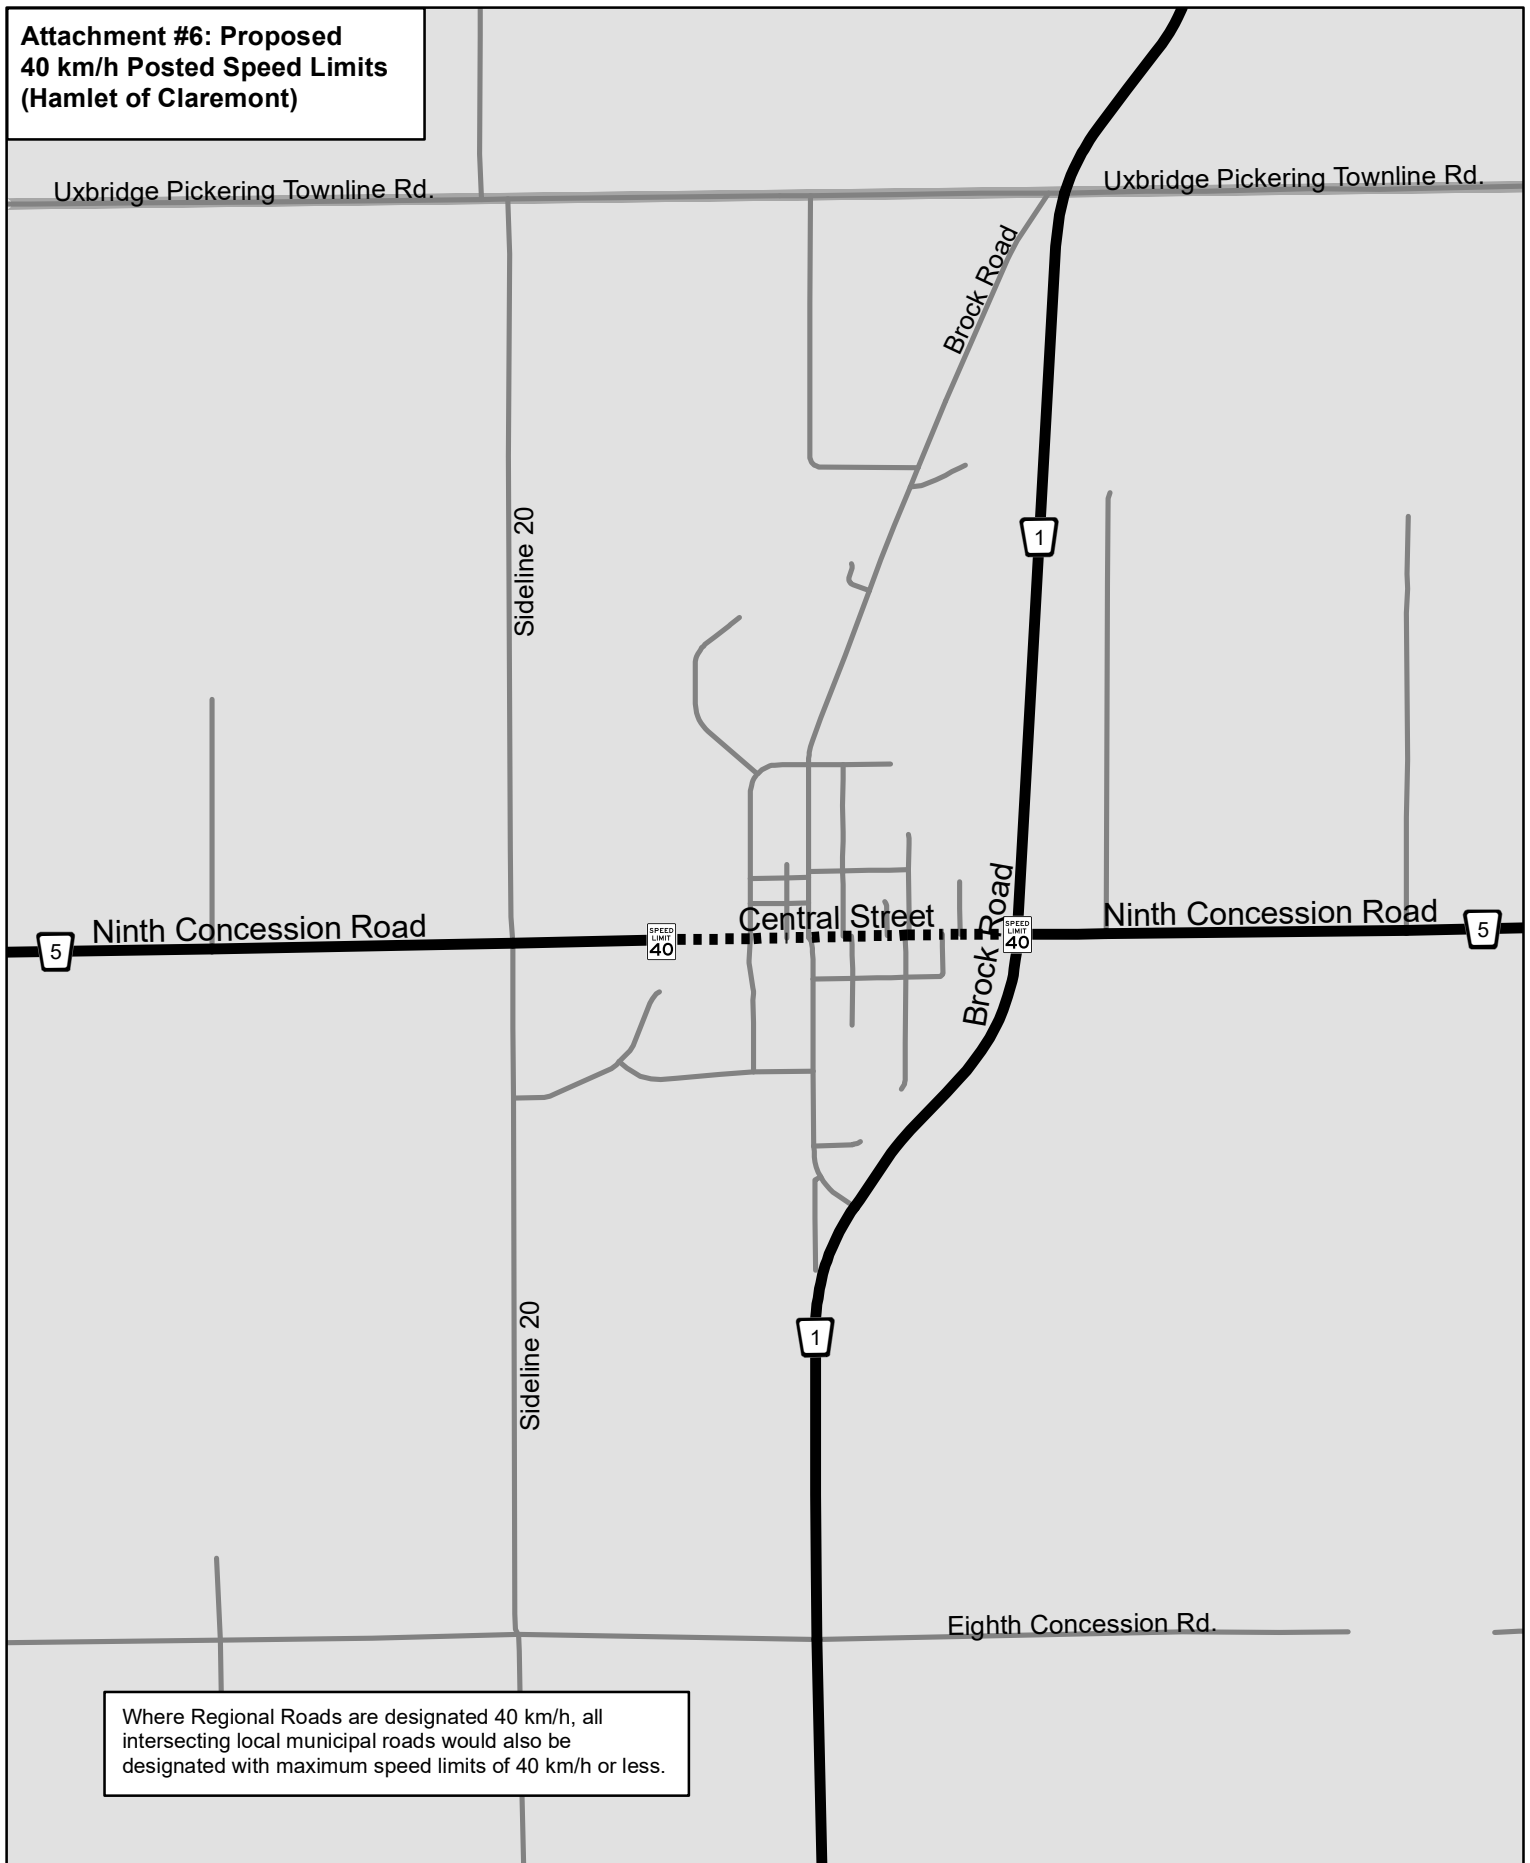 Attachment #6: Proposed
40 km/h Posted Speed Limits
(Hamlet of Claremont)
Uxbridge Pickering Townline Rd.
Uxbridge Pickering Townline Rd.
Brock Road
Sideline 20
1
Ninth Concession Road
Central Street
Brock Road
Ninth Concession Road
5
SPEED
LIMIT
40
SPEED
LIMIT
40
5
Sideline 20
1
Eighth Concession Rd.
Where Regional Roads are designated 40 km/h, all
intersecting local municipal roads would also be
designated with maximum speed limits of 40 km/h or less.